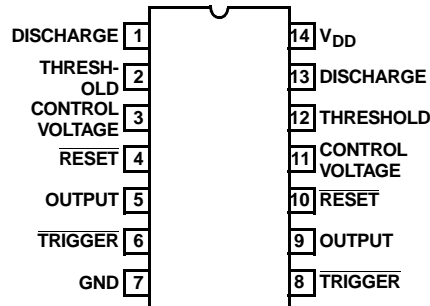 DISCHARGE 1
14 VDD
THRESH-
OLD
2
13 DISCHARGE
CONTROL
VOLTAGE
3
12 THRESHOLD
RESET 4
11 CONTROL
VOLTAGE
OUTPUT 5
10 RESET
TRIGGER 6
9 OUTPUT
GND 7
8 TRIGGER